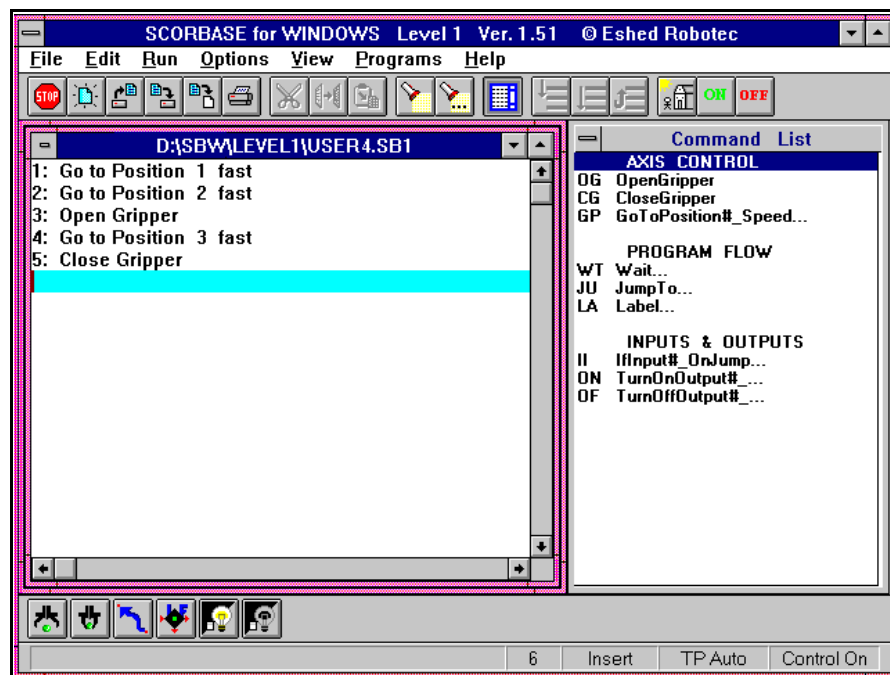 SCORBASE for WINDOWS Level 1 Ver. 1.51 © Eshed Robotec
File Edit Run Options View Programs Help
STOP ON OFF
D:\SBW\LEVEL1\USER4.SB1
1: Go to Position 1 fast
2: Go to Position 2 fast
3: Open Gripper
4: Go to Position 3 fast
5: Close Gripper
Command List
AXIS CONTROL
OG OpenGripper
CG CloseGripper
GP GoToPosition#_Speed...
PROGRAM FLOW
WT Wait...
JU JumpTo...
LA Label...
INPUTS & OUTPUTS
II IfInput#_OnJump...
ON TurnOnOutput#_...
OF TurnOffOutput#_...
IF
6 Insert TP Auto Control On